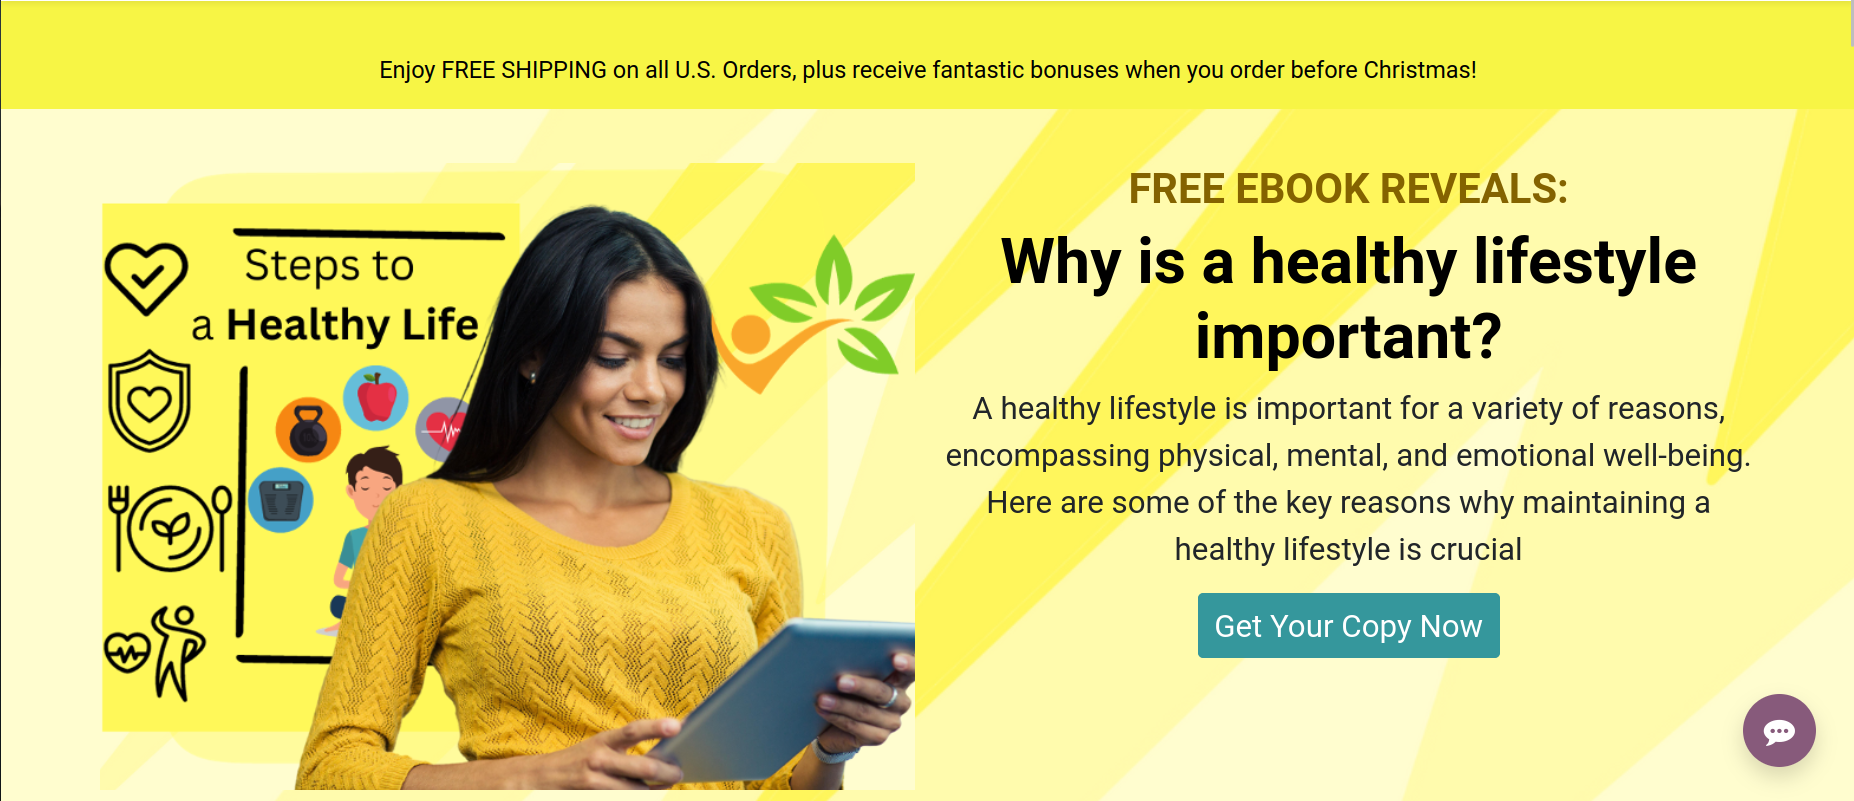 Enjoy FREE SHIPPING on all U.S. Orders, plus receive fantastic bonuses when you order before Christmas!
Steps to
a Healthy Life
FREE EBOOK REVEALS:
Why is a healthy lifestyle
important?
A healthy lifestyle is important for a variety of reasons,
encompassing physical, mental, and emotional well-being.
Here are some of the key reasons why maintaining a
healthy lifestyle is crucial
Get Your Copy Now